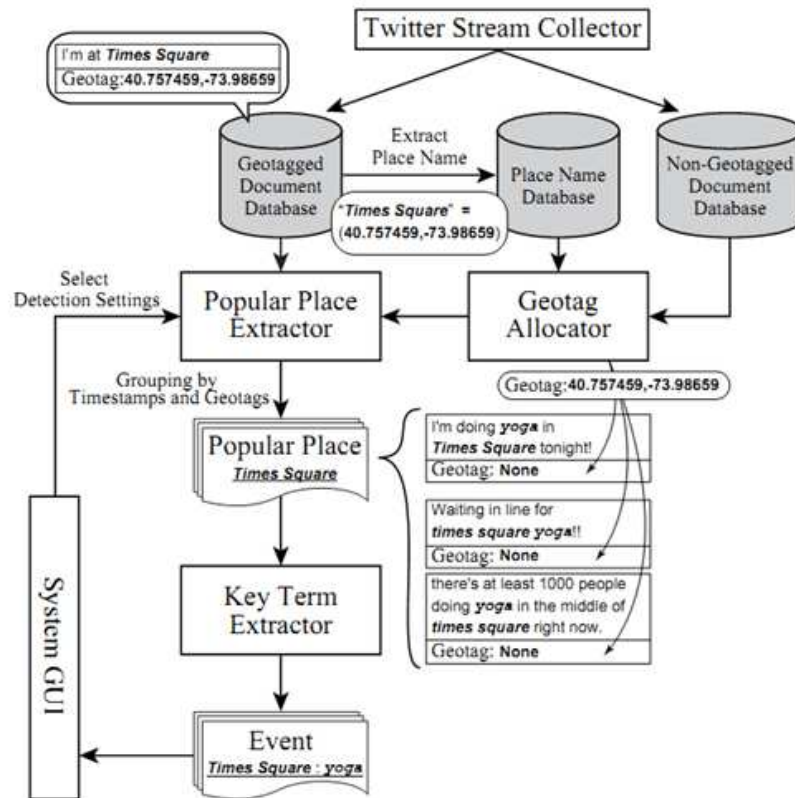 Twitter Stream Collector
I'm at Times Square
Geotag:40.757459,-73.98659
Geotagged
Document
Database
Extract
Place Name
Place Name
Database
Non-Geotagged
Document
Database
"Times Square" =
(40.757459,-73.98659)
Select
Detection Settings
Popular Place
Extractor
Geotag
Allocator
Grouping by
Timestamps and Geotags
Geotag:40.757459,-73.98659
Popular Place
Times Square
I'm doing yoga in
Times Square tonight!
Geotag: None
Waiting in line for
times square yoga!!
Geotag: None
there's at least 1000 people
doing yoga in the middle of
times square right now.
Geotag: None
Key Term
Extractor
System GUI
Event
Times Square : yoga